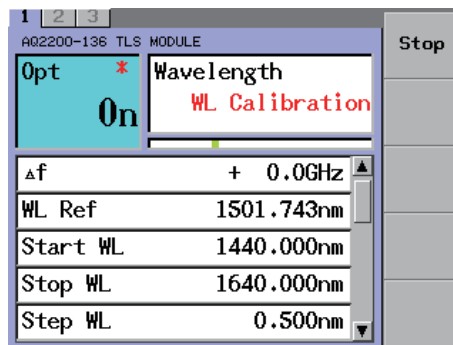 1 2 3
AQ2200-136 TLS MODULE
Stop
Opt *
On
Wavelength
WL Calibration
▵f + 0.0GHz
WL Ref 1501.743nm
Start WL 1440.000nm
Stop WL 1640.000nm
Step WL 0.500nm